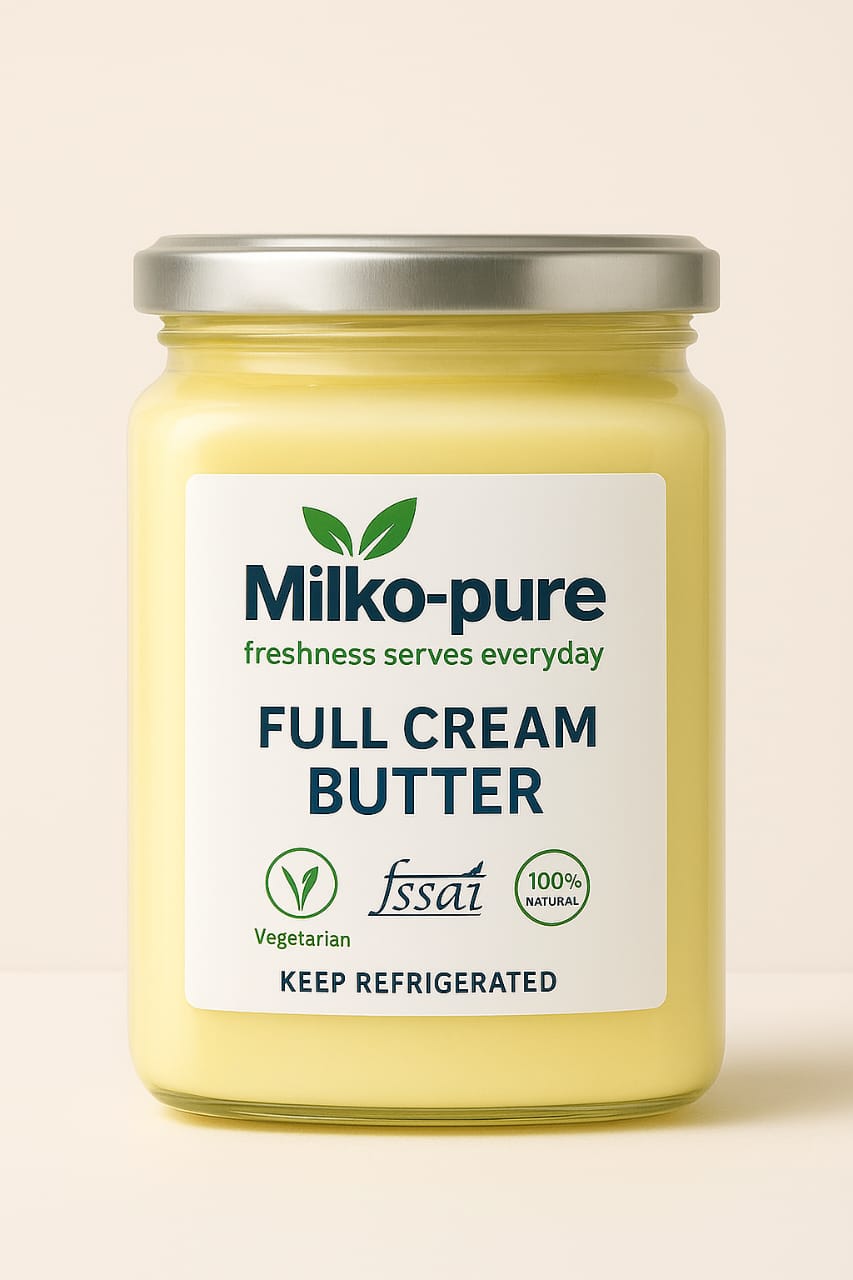 Milko-pure
freshness serves everyday
FULL CREAM
BUTTER
fssai
100%
NATURAL
Vegetarian
KEEP REFRIGERATED